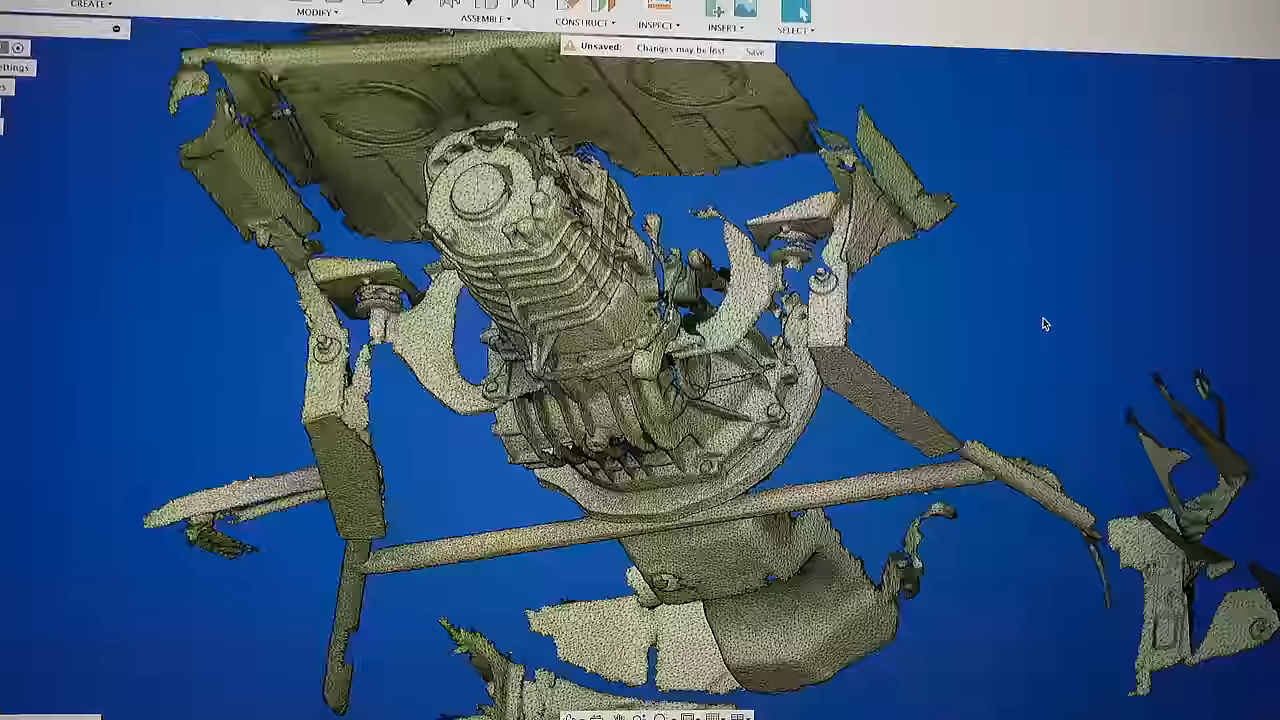 CREATE ▾
MODIFY ▾
ASSEMBLE ▾
CONSTRUCT ▾
INSPECT ▾
INSERT ▾
SELECT ▾
Unsaved: Changes may be lost Save
ettings